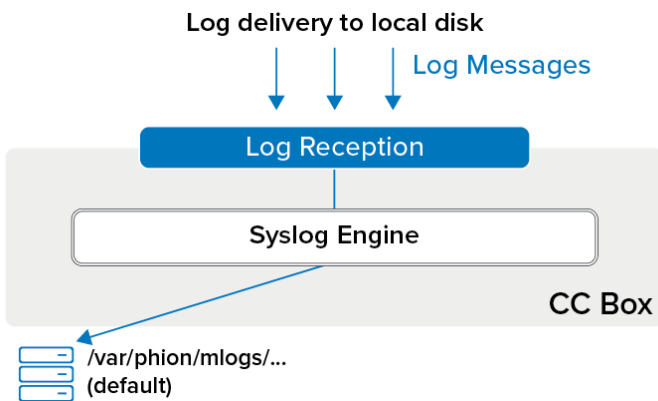 Log delivery to local disk
Log Messages
Log Reception
Syslog Engine
CC Box
/var/phion/mlogs/...
(default)